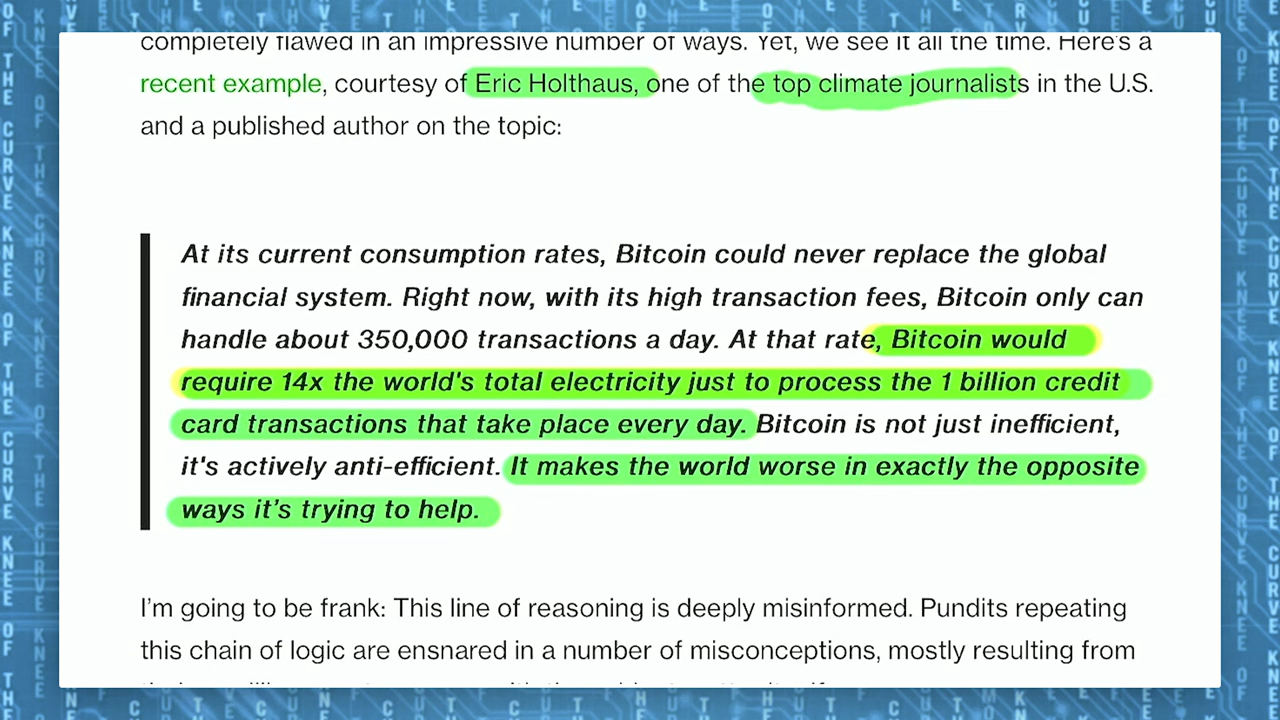 completely flawed in an impressive number of ways. Yet, we see it all the time. Here's a
recent example, courtesy of Eric Holthaus, one of the top climate journalists in the U.S.
and a published author on the topic:
At its current consumption rates, Bitcoin could never replace the global
financial system. Right now, with its high transaction fees, Bitcoin only can
handle about 350,000 transactions a day. At that rate, Bitcoin would
require 14x the world's total electricity just to process the 1 billion credit
card transactions that take place every day. Bitcoin is not just inefficient,
it's actively anti-efficient. It makes the world worse in exactly the opposite
ways it’s trying to help.
I’m going to be frank: This line of reasoning is deeply misinformed. Pundits repeating
this chain of logic are ensnared in a number of misconceptions, mostly resulting from